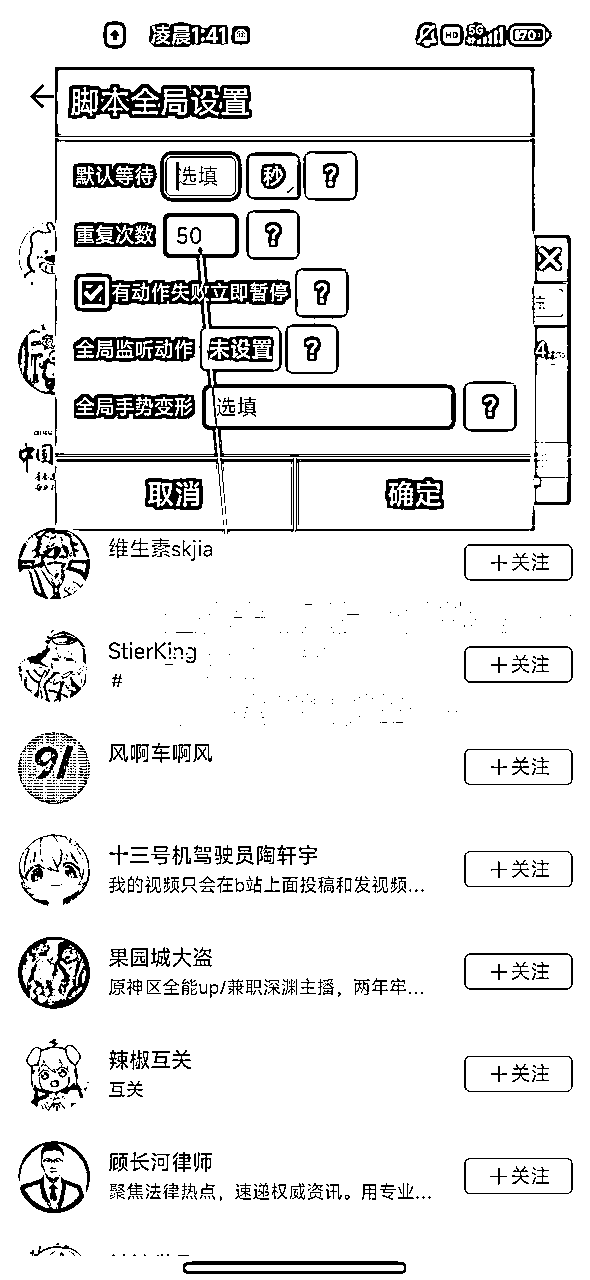 凌晨1:41
HD 5G 70
脚本全局设置
默认等待 选填 秒 ?
重复次数 50 ?
有动作失败立即暂停 ?
全局监听动作 未设置 ?
全局手势变形 选填 ?
中国
取消 确定
维生素skjia
+关注
StierKing
#
+关注
风啊车啊风
+关注
91
十三号机驾驶员陶轩宇
我的视频只会在b站上面投稿和发视频...
+关注
果园城大盗
原神区全能up/兼职深渊主播，两年牢...
+关注
辣椒互关
互关
+关注
顾长河律师
聚焦法律热点，速递权威资讯。用专业...
+关注